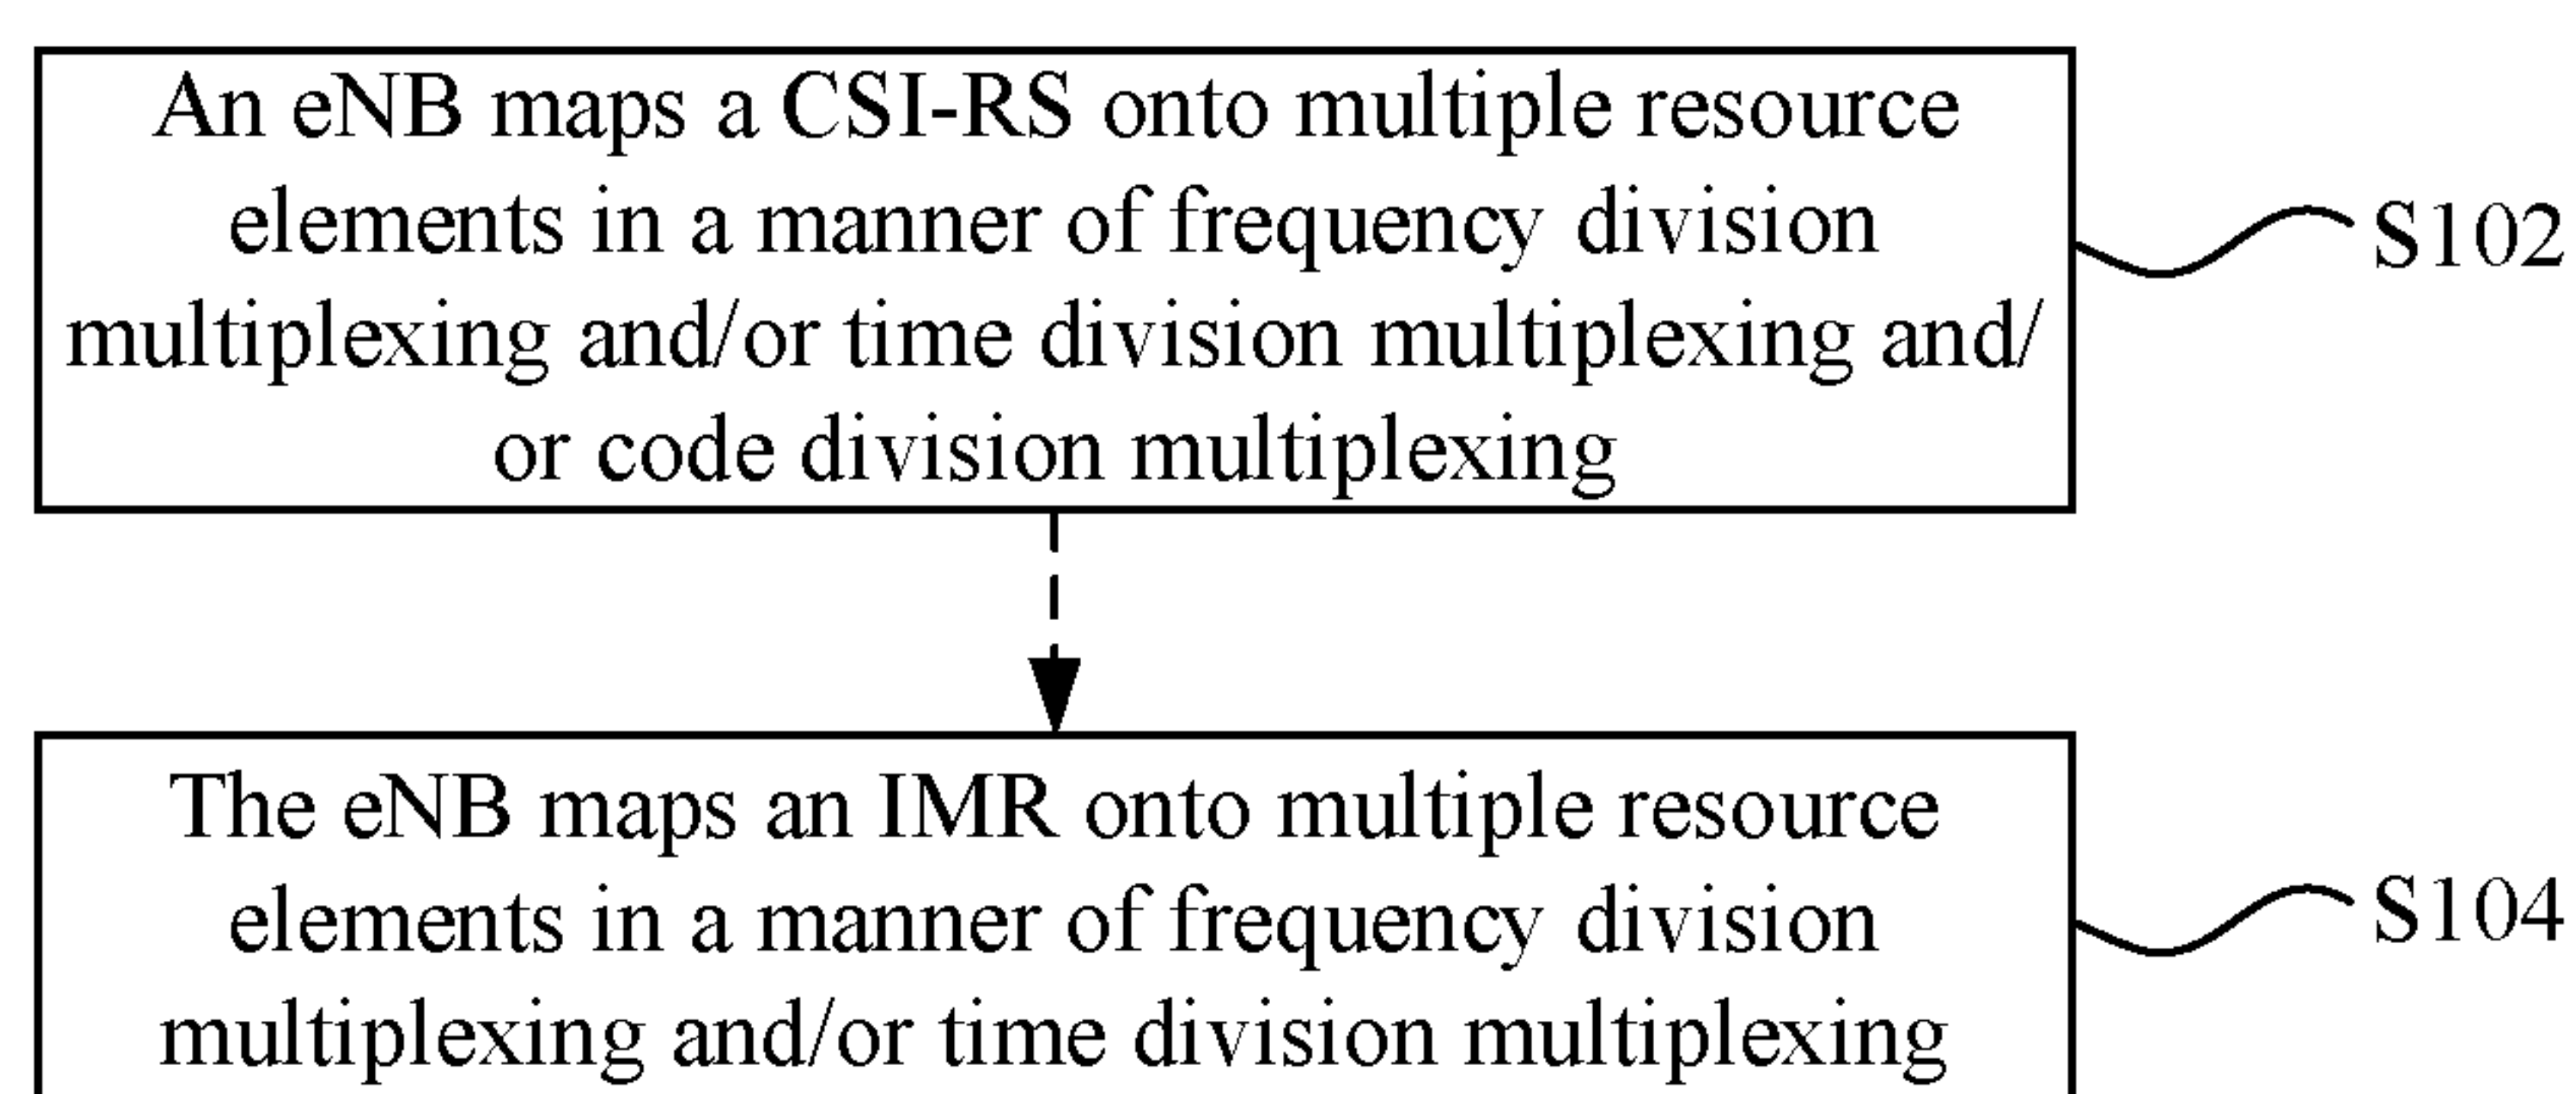 An eNB maps a CSI-RS onto multiple resource
elements in a manner of frequency division
multiplexing and/or time division multiplexing and/
or code division multiplexing
S102
The eNB maps an IMR onto multiple resource
elements in a manner of frequency division
multiplexing and/or time division multiplexing
S104